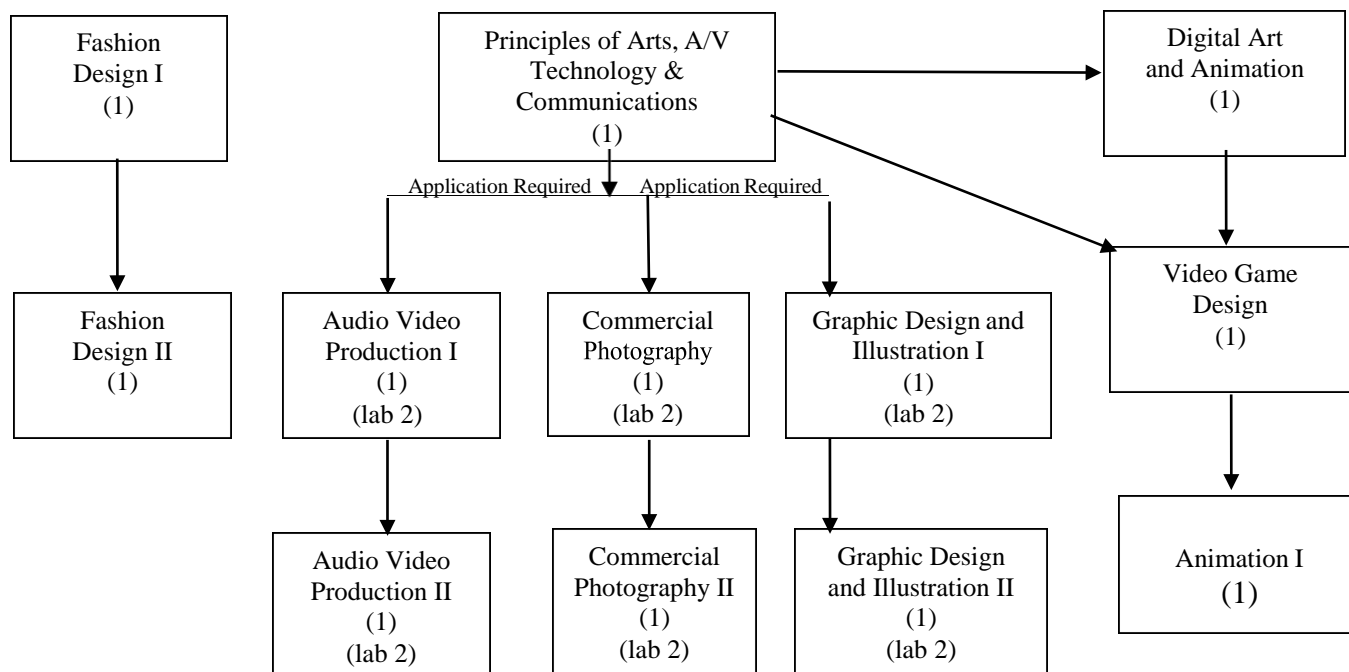 Fashion
Design I
(1)
Principles of Arts, A/V
Technology &
Communications
(1)
Digital Art
and Animation
(1)
Application Required
Application Required
Fashion
Design II
(1)
Audio Video
Production I
(1)
(lab 2)
Commercial
Photography
(1)
(lab 2)
Graphic Design and
Illustration I
(1)
(lab 2)
Video Game
Design
(1)
Audio Video
Production II
(1)
(lab 2)
Commercial
Photography II
(1)
(lab 2)
Graphic Design
and Illustration II
(1)
(lab 2)
Animation I
(1)